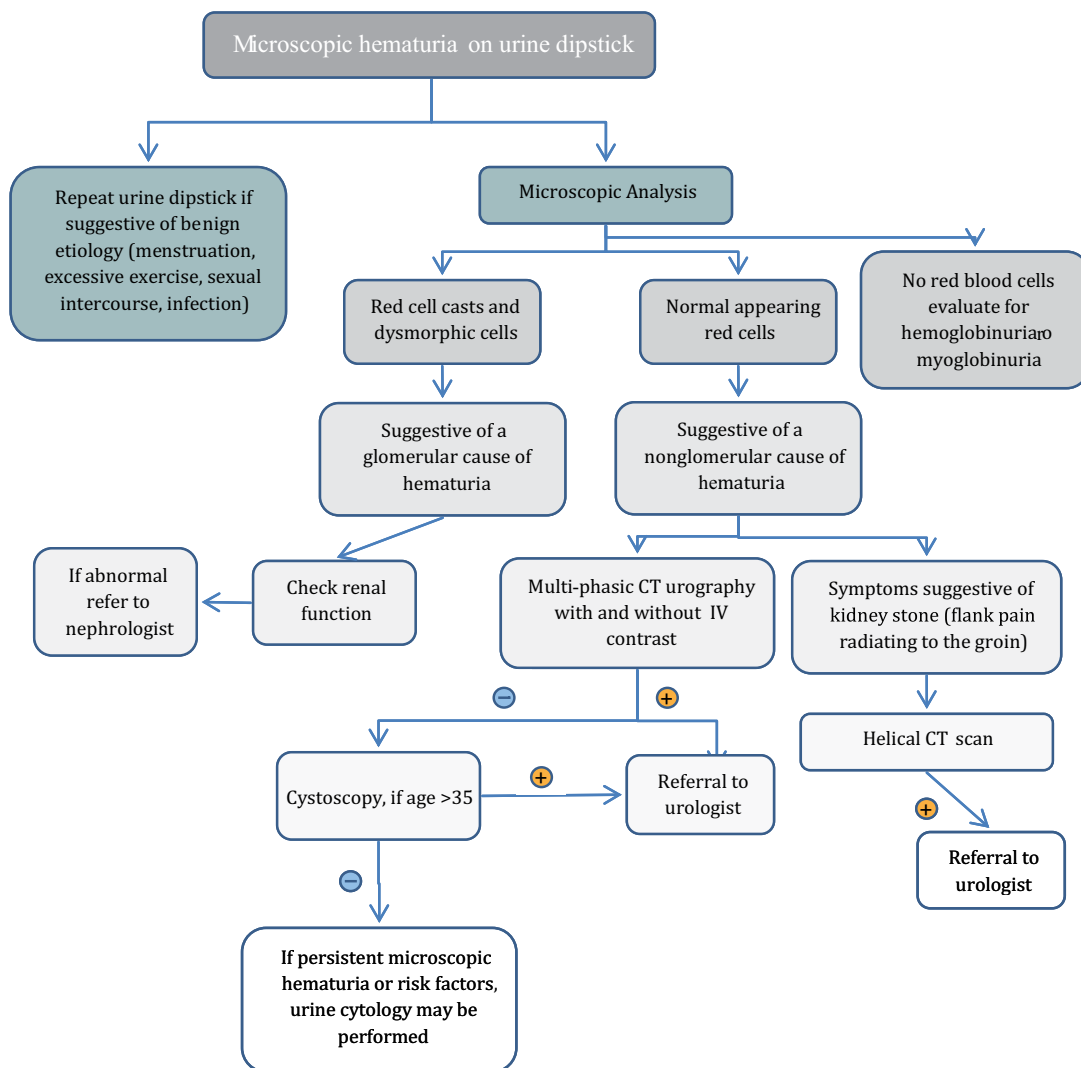 Microscopic hematuria on urine dipstick
Repeat urine dipstick if
suggestive of benign
etiology (menstruation,
excessive exercise, sexual
intercourse, infection)
Microscopic Analysis
Red cell casts and
dysmorphic cells
Normal appearing
red cells
No red blood cells
evaluate for
hemoglobinuriaro
myoglobinuria
Suggestive of a
glomerular cause of
hematuria
Suggestive of a
nonglomerular cause of
hematuria
If abnormal
refer to
nephrologist
Check renal
function
Multi-phasic CT urography
with and without IV
contrast
Symptoms suggestive of
kidney stone (flank pain
radiating to the groin)
−
+
Helical CT scan
Cystoscopy, if age >35
+
Referral to
urologist
+
Referral to
urologist
−
If persistent microscopic
hematuria or risk factors,
urine cytology may be
performed